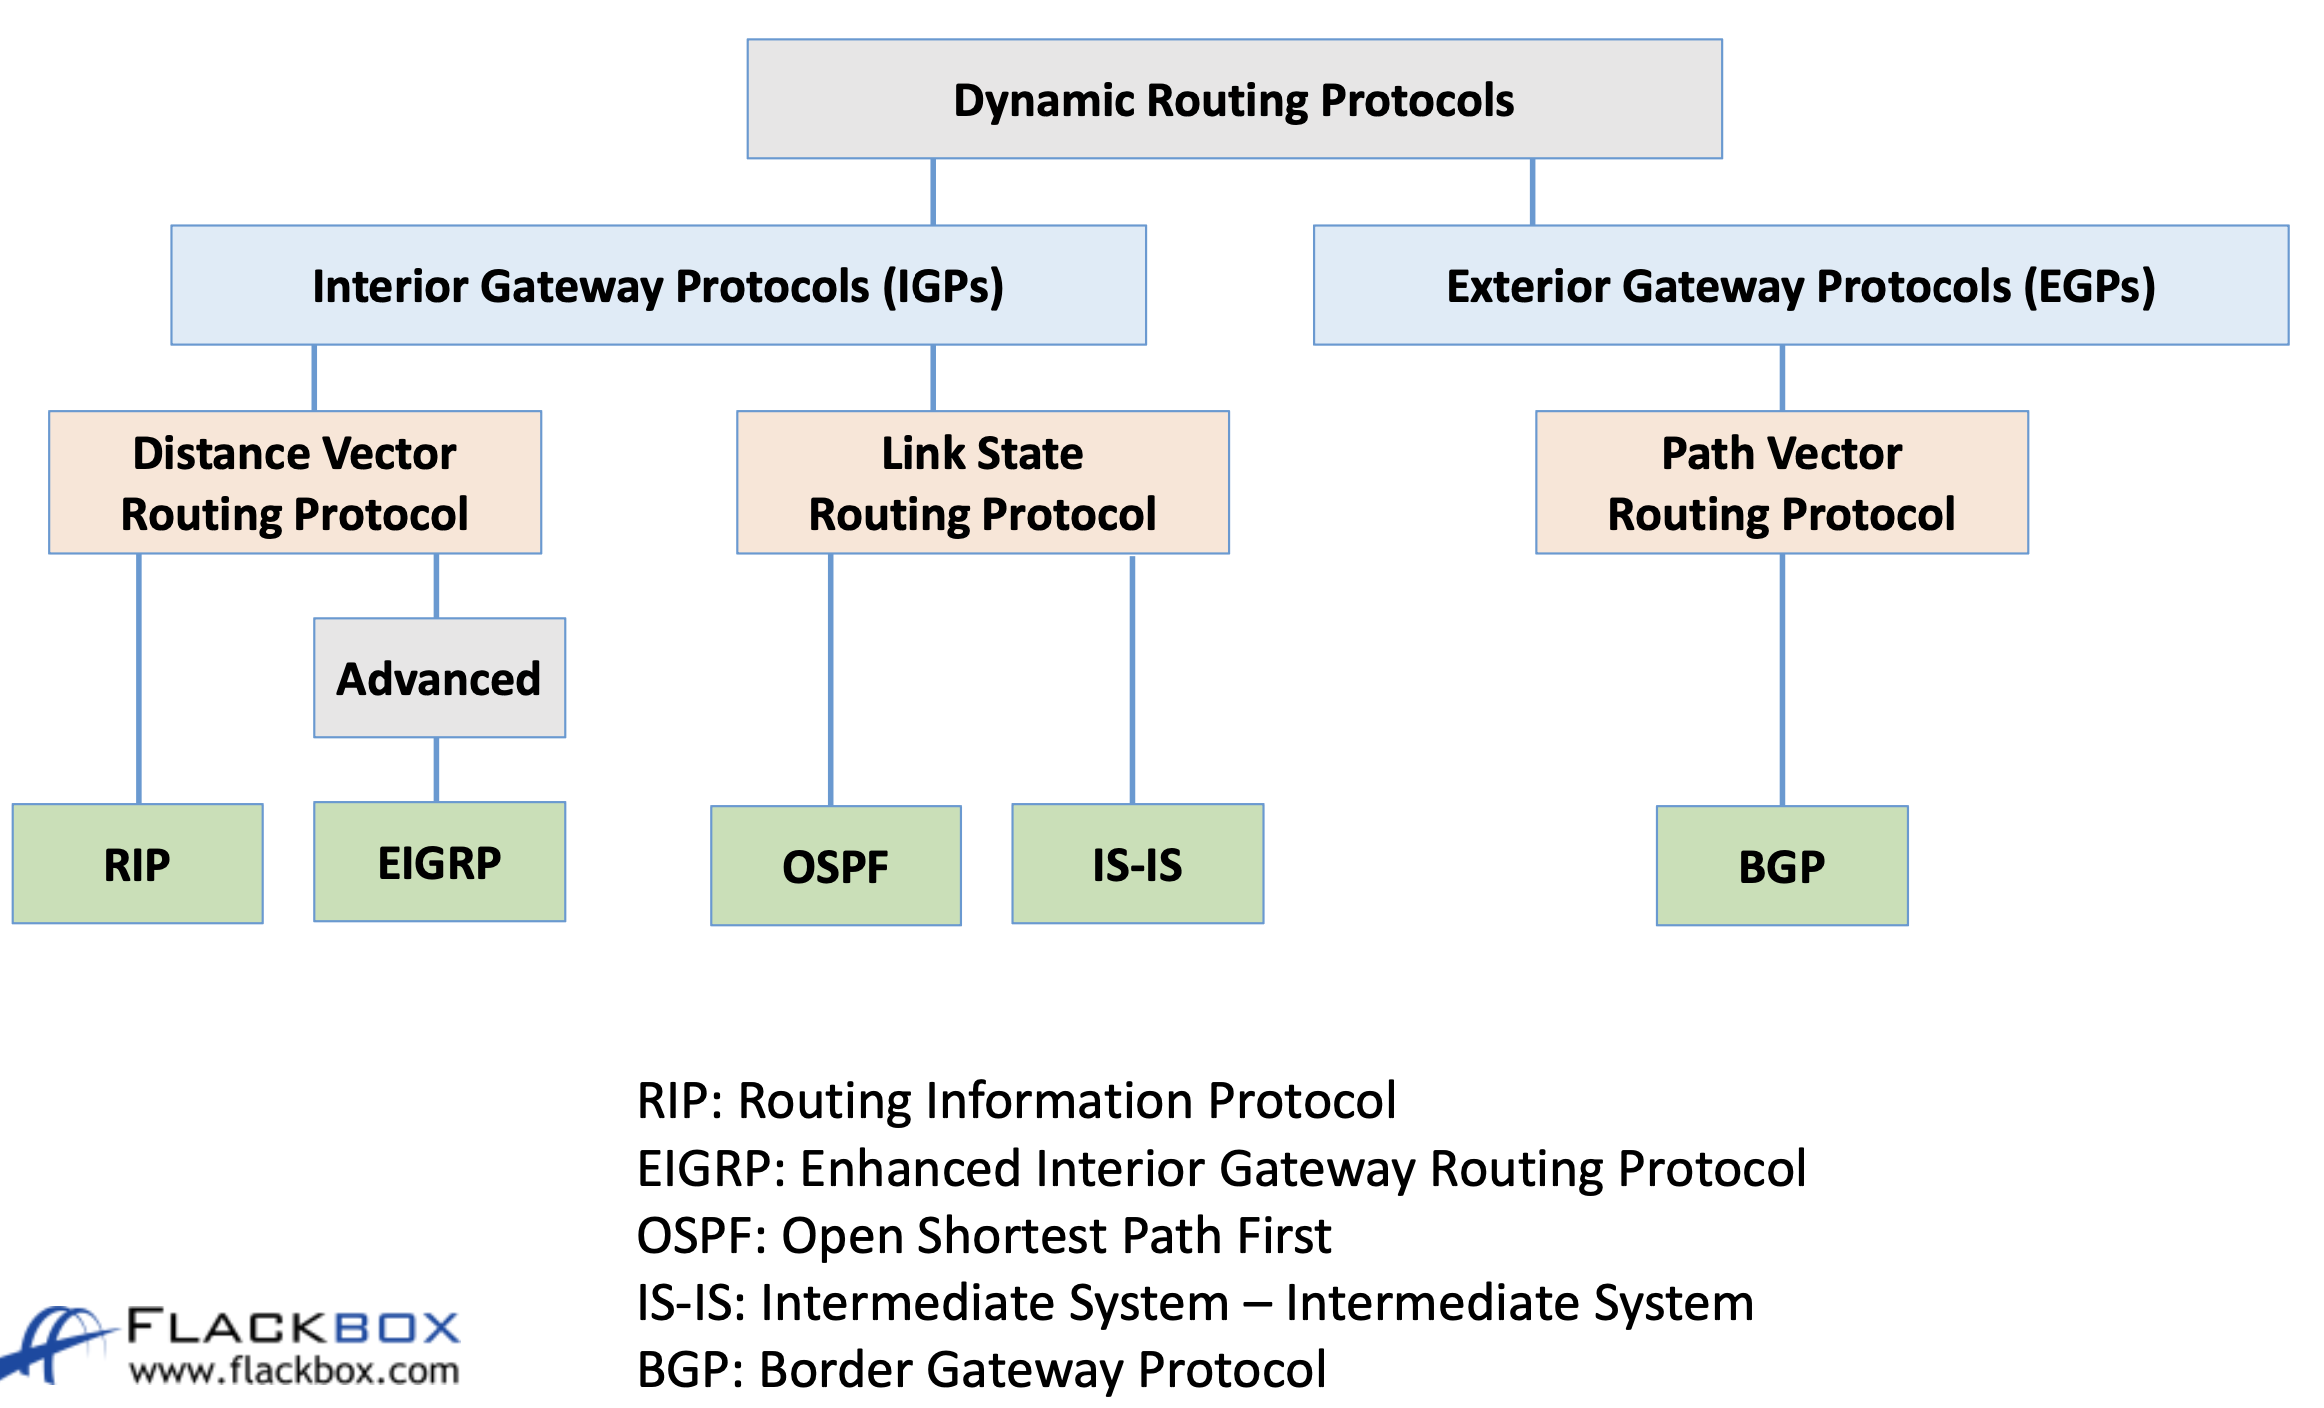 Dynamic Routing Protocols
Interior Gateway Protocols (IGPs)
Exterior Gateway Protocols (EGPs)
Distance Vector
Routing Protocol
Link State
Routing Protocol
Path Vector
Routing Protocol
Advanced
RIP
EIGRP
OSPF
IS-IS
BGP
RIP: Routing Information Protocol
EIGRP: Enhanced Interior Gateway Routing Protocol
OSPF: Open Shortest Path First
IS-IS: Intermediate System – Intermediate System
BGP: Border Gateway Protocol
FLACKBOX
www.flackbox.com